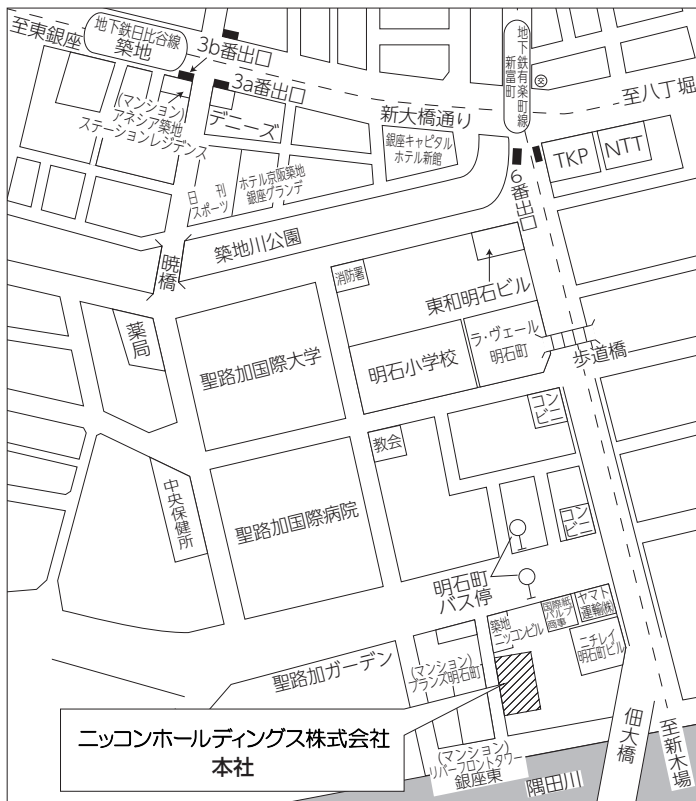 至東銀座
地下鉄日比谷線
築地
3b番出口
3a番出口
(マンション)
アネシア築地
ステーションレジデンス
デニーズ
新大橋通り
地下鉄有楽町線
新富町
至八丁堀
銀座キャピタル
ホテル新館
TKP
NTT
6番出口
日刊
スポーツ
ホテル京阪築地
銀座グランデ
築地川公園
暁橋
消防署
東和明石ビル
薬局
聖路加国際大学
明石小学校
ラ・ヴェール
明石町
歩道橋
コン
ビニ
教会
中央保健所
聖路加国際病院
コン
ビニ
明石町
バス停
築地
ニッコンビル
国際紙
パルプ
商事
ヤマト
運輸㈱
ニチレイ
明石町ビル
聖路加ガーデン
(マンション)
ブランズ明石町
ニッコンホールディングス株式会社
本社
(マンション)
リバーフロントタワー
銀座東
隅田川
佃大橋
至新木場